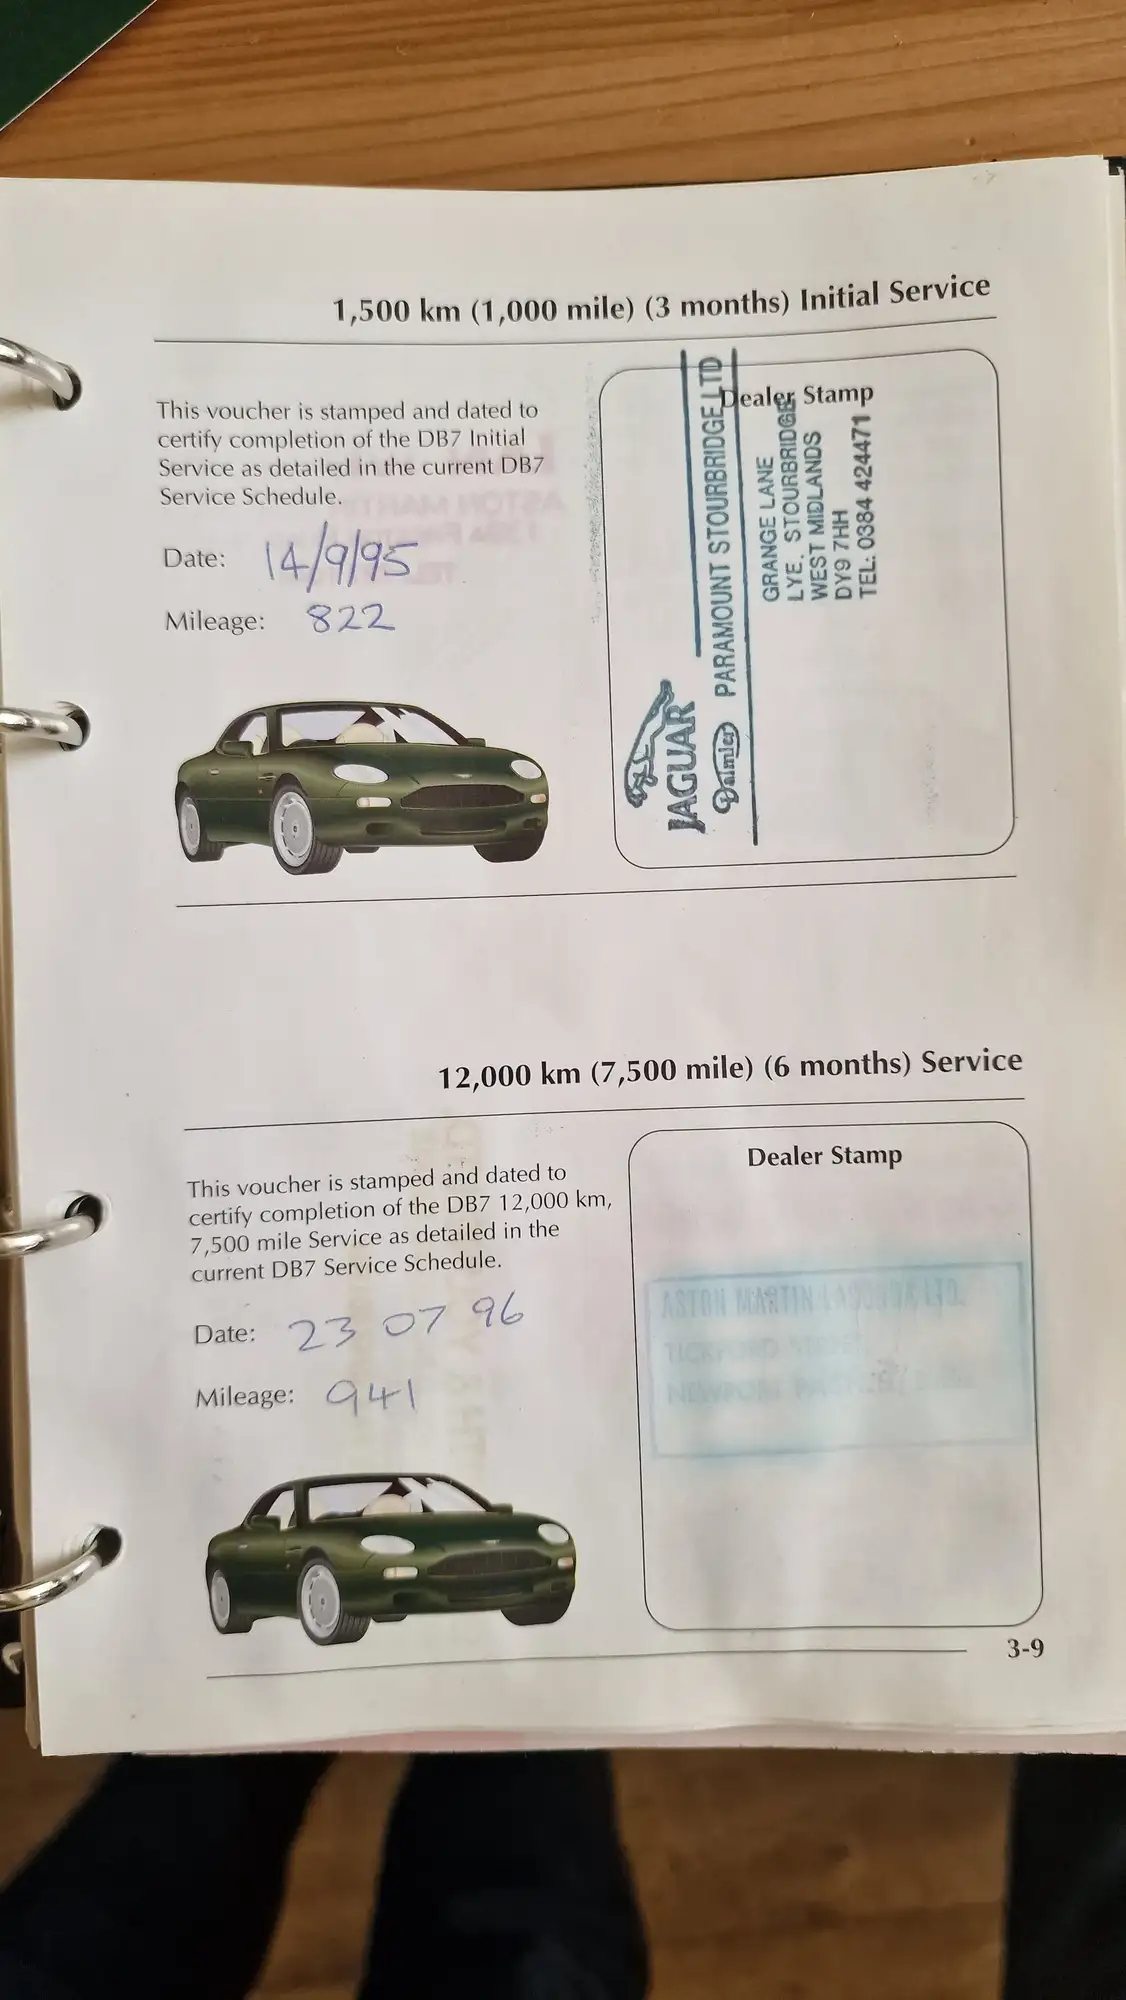 1,500 km (1,000 mile) (3 months) Initial Service
This voucher is stamped and dated to
certify completion of the DB7 Initial
Service as detailed in the current DB7
Service Schedule.
Date: 14/9/95
Mileage: 822
Dealer Stamp
JAGUAR
Daimler PARAMOUNT STOURBRIDGE LTD
GRANGE LANE
LYE. STOURBRIDGE
WEST MIDLANDS
DY9 7HH
TEL: 0384 424471
12,000 km (7,500 mile) (6 months) Service
This voucher is stamped and dated to
certify completion of the DB7 12,000 km,
7,500 mile Service as detailed in the
current DB7 Service Schedule.
Date: 23 07 96
Mileage: 941
Dealer Stamp
ASTON MARTIN LAGONDA LTD.
TICKFORD STREET
NEWPORT PAGNELL
3-9